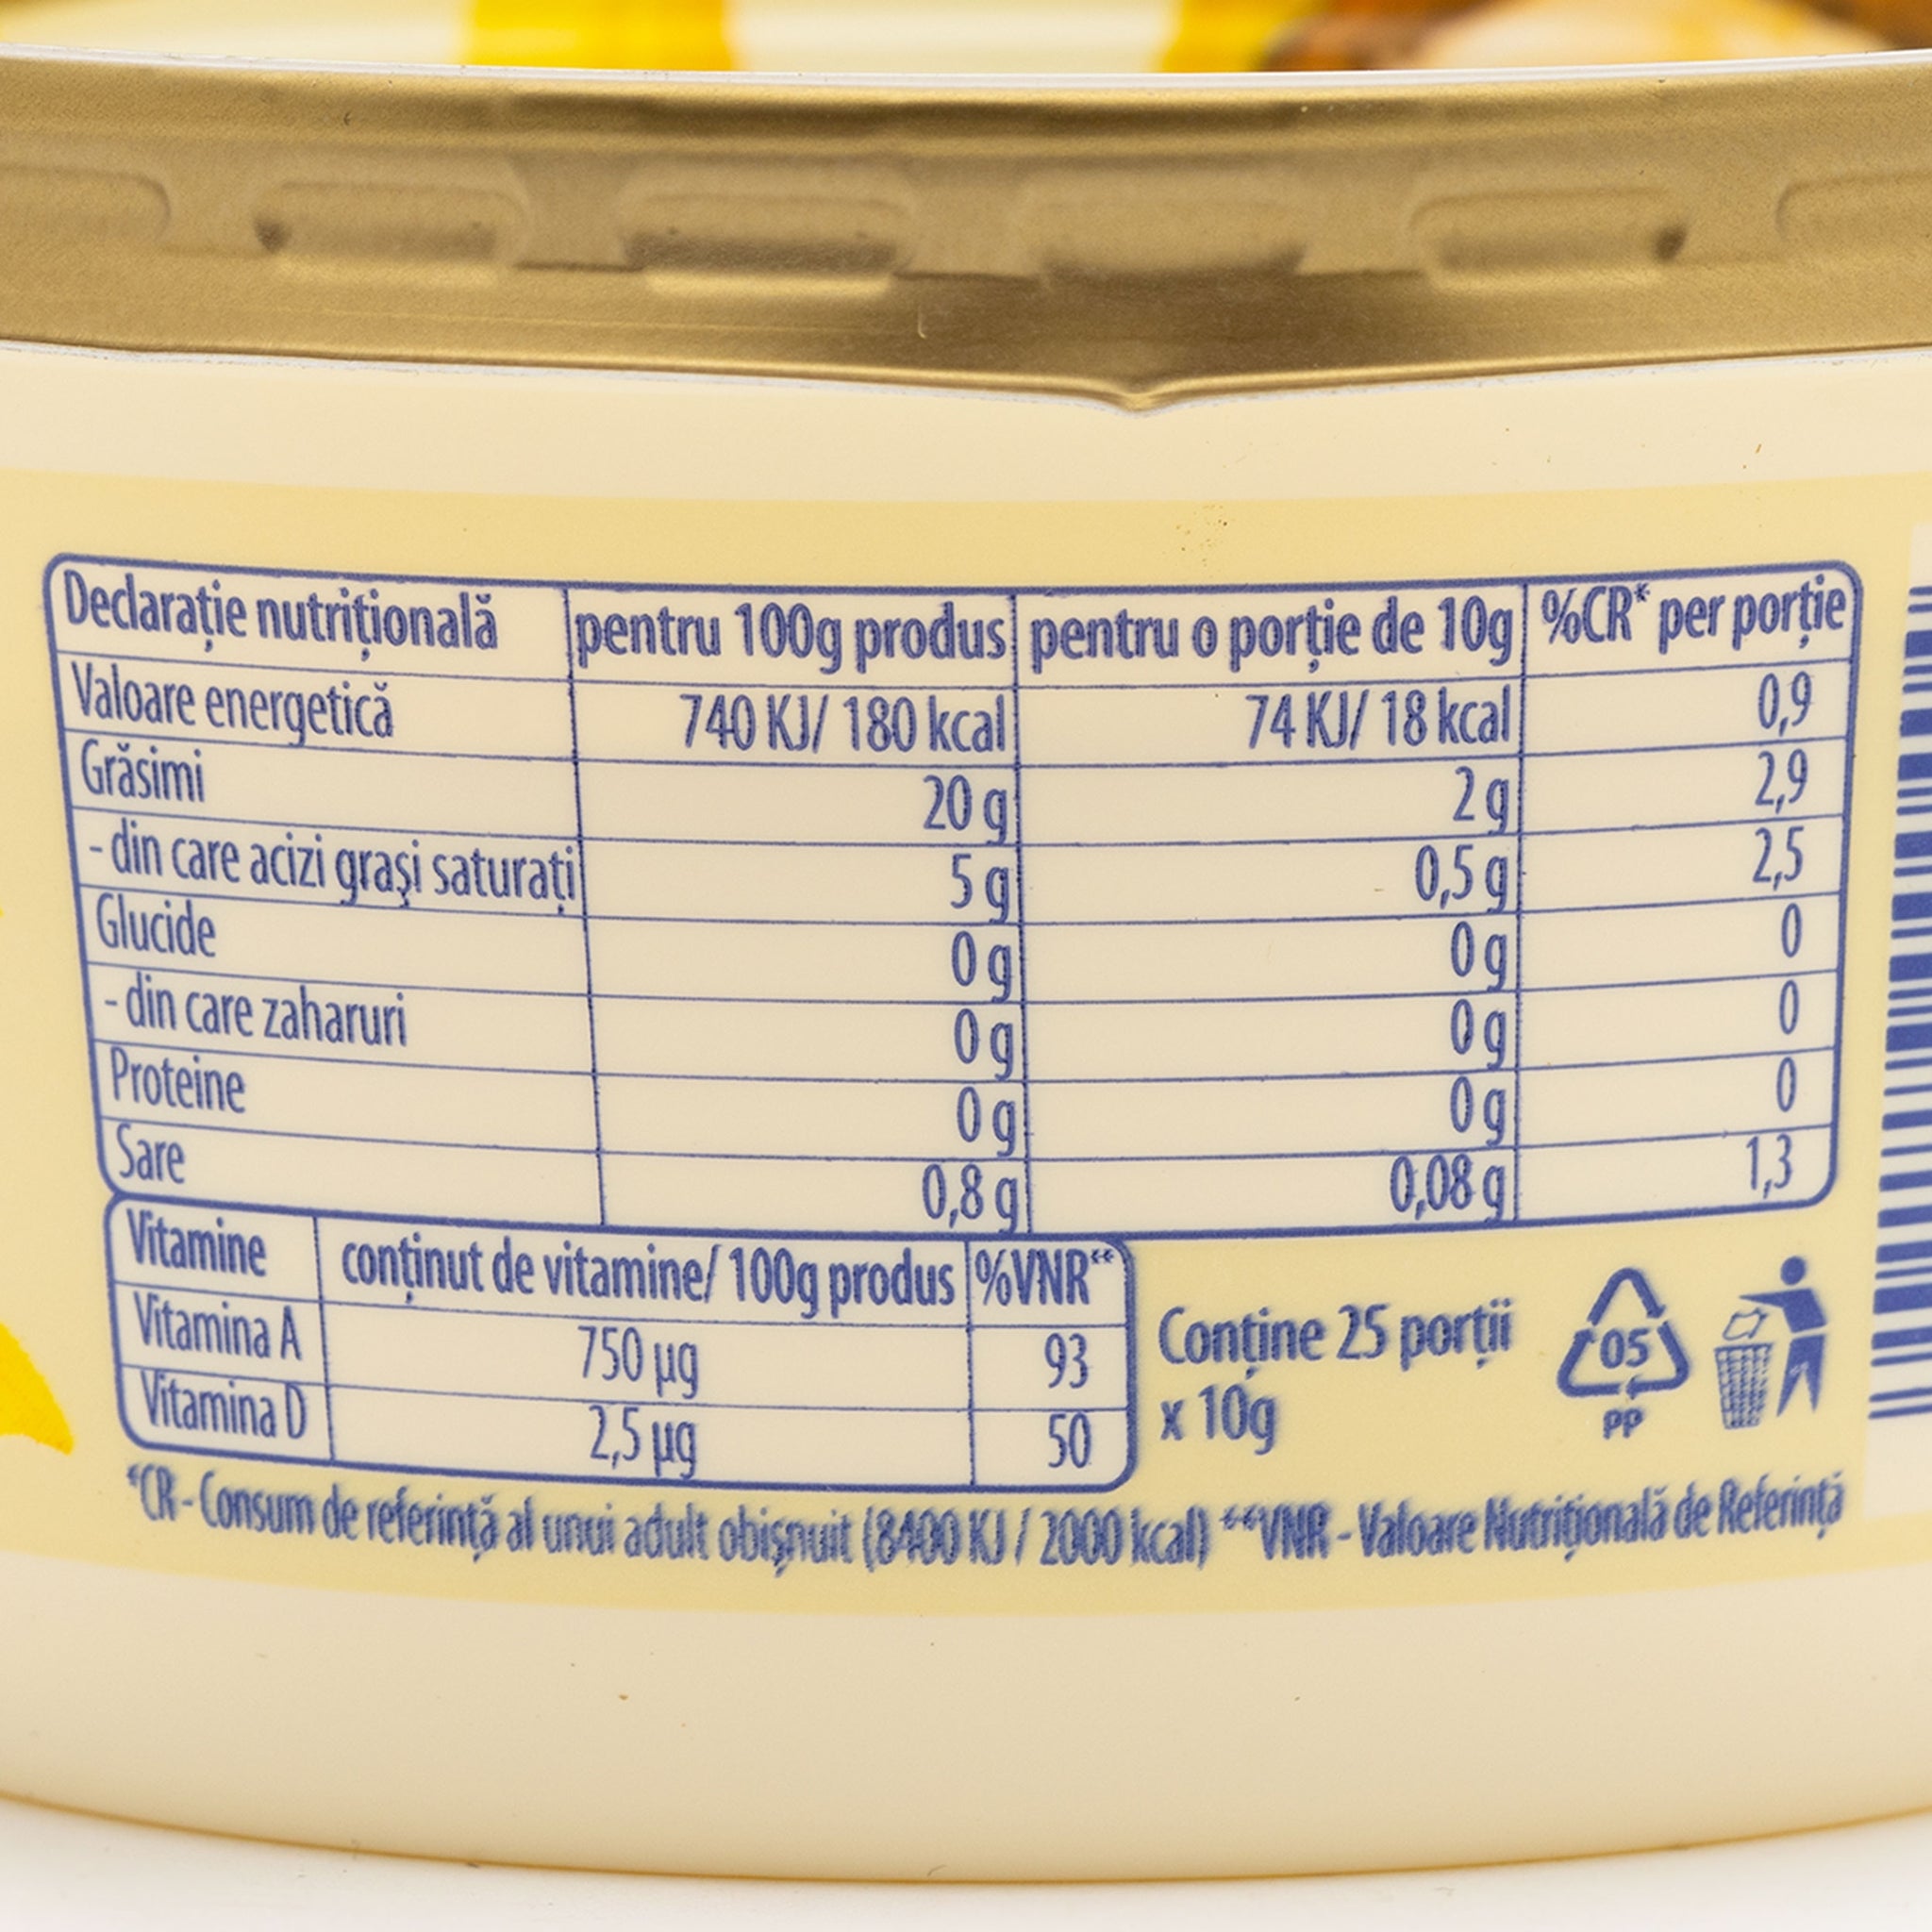 Declarație nutrițională pentru 100g produs pentru o porție de 10g %CR* per porție
Valoare energetică 740 KJ/ 180 kcal 74 KJ/ 18 kcal 0,9
Grăsimi 20 g 2 g 2,9
- din care acizi grași saturați 5 g 0,5 g 2,5
Glucide 0 g 0 g 0
- din care zaharuri 0 g 0 g 0
Proteine 0 g 0 g 0
Sare 0,8 g 0,08 g 1,3
Vitamine conținut de vitamine/ 100g produs %VNR**
Vitamina A 750 µg 93
Vitamina D 2,5 µg 50
Conține 25 porții
x 10g
05
PP
*CR - Consum de referință al unui adult obișnuit (8400 KJ / 2000 kcal) **VNR - Valoare Nutrițională de Referință